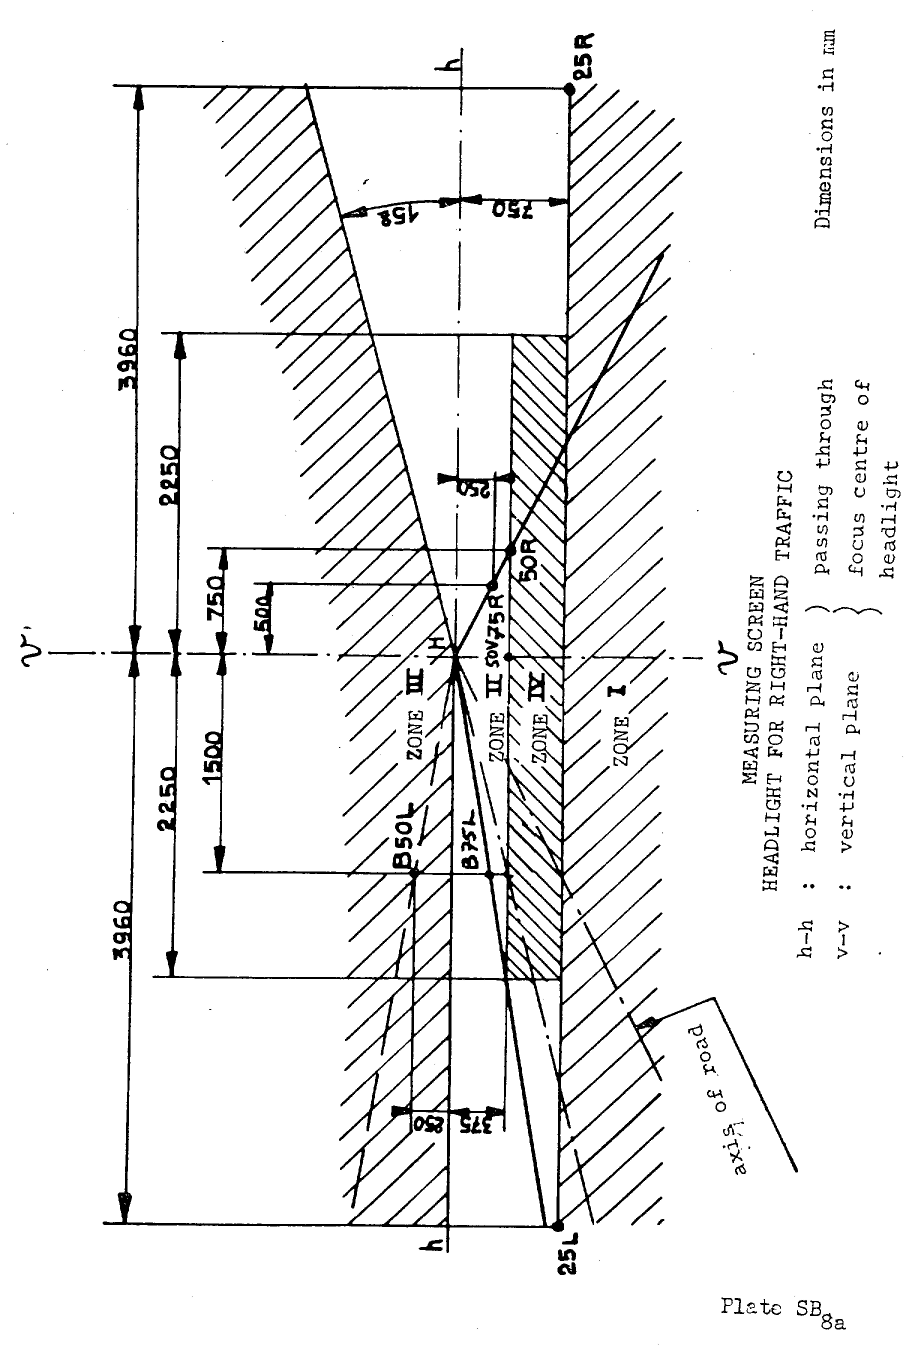 3960
3960
2250
2250
750
500
1500
v
v
h
h
H
15º
750
250
250
375
25R
25L
50R
75R
50V
B50L
B75L
ZONE III
ZONE II
ZONE IV
ZONE I
axis of road
MEASURING SCREEN
HEADLIGHT FOR RIGHT-HAND TRAFFIC
h-h : horizontal plane ) passing through
v-v : vertical plane ) focus centre of
headlight
Dimensions in mm
Plate SB8a